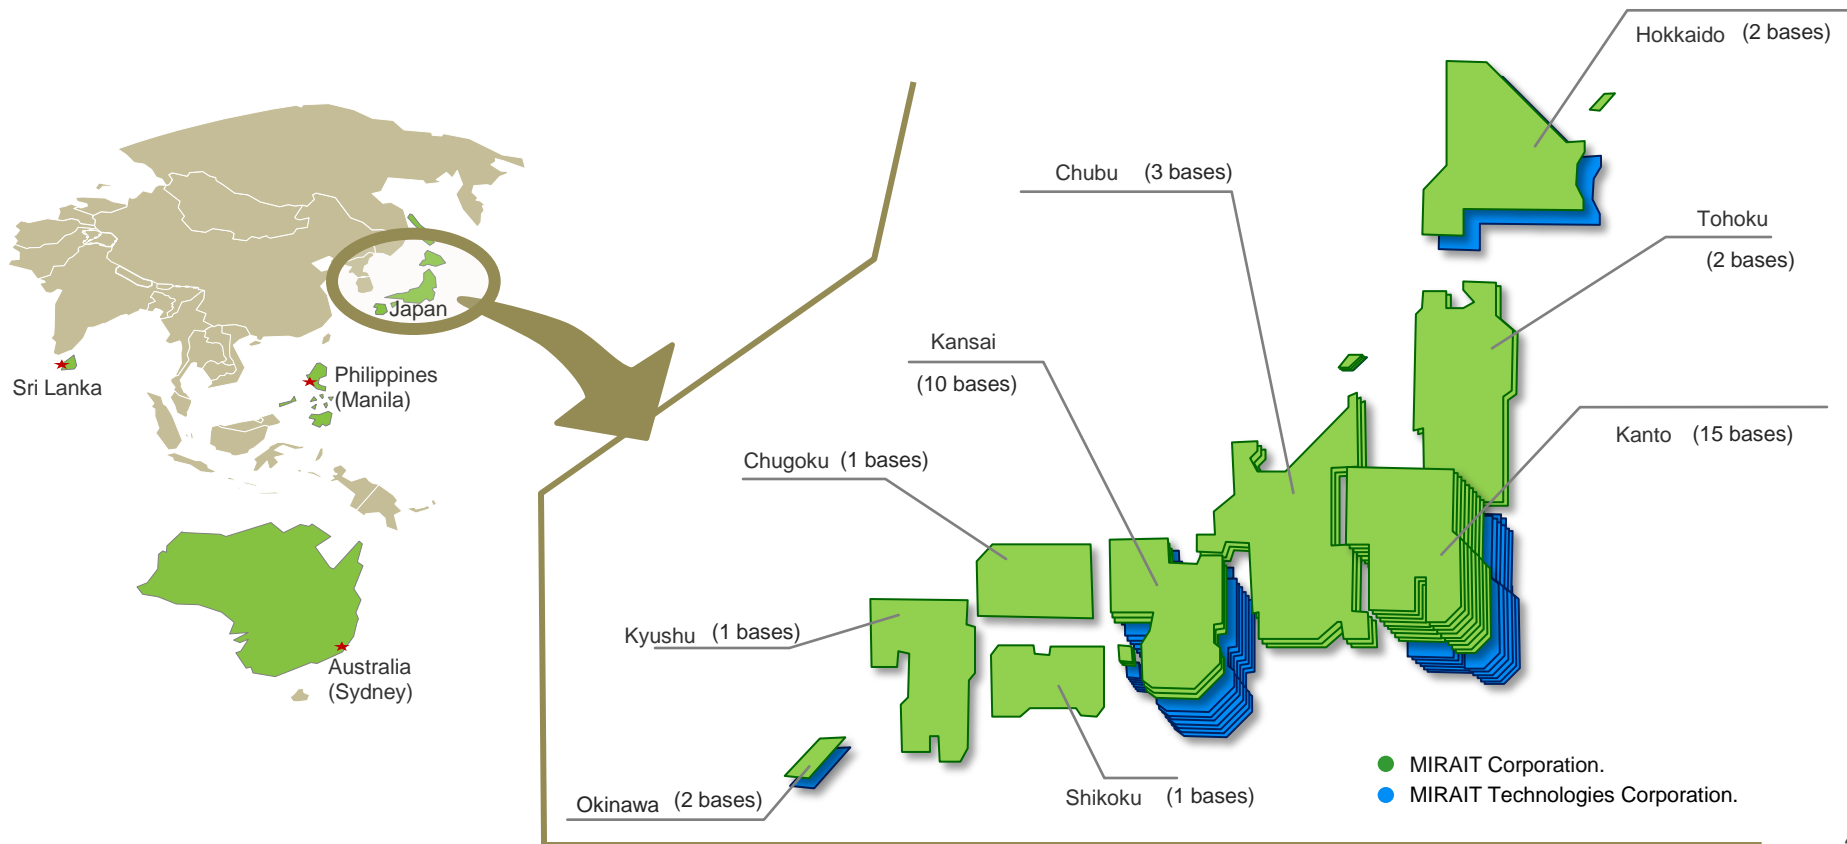 Hokkaido (2 bases)
Chubu (3 bases)
Tohoku
(2 bases)
Japan
Kansai
(10 bases)
Sri Lanka
Philippines
(Manila)
Kanto (15 bases)
Chugoku (1 bases)
Kyushu (1 bases)
Australia
(Sydney)
Okinawa (2 bases)
Shikoku (1 bases)
MIRAIT Corporation.
MIRAIT Technologies Corporation.